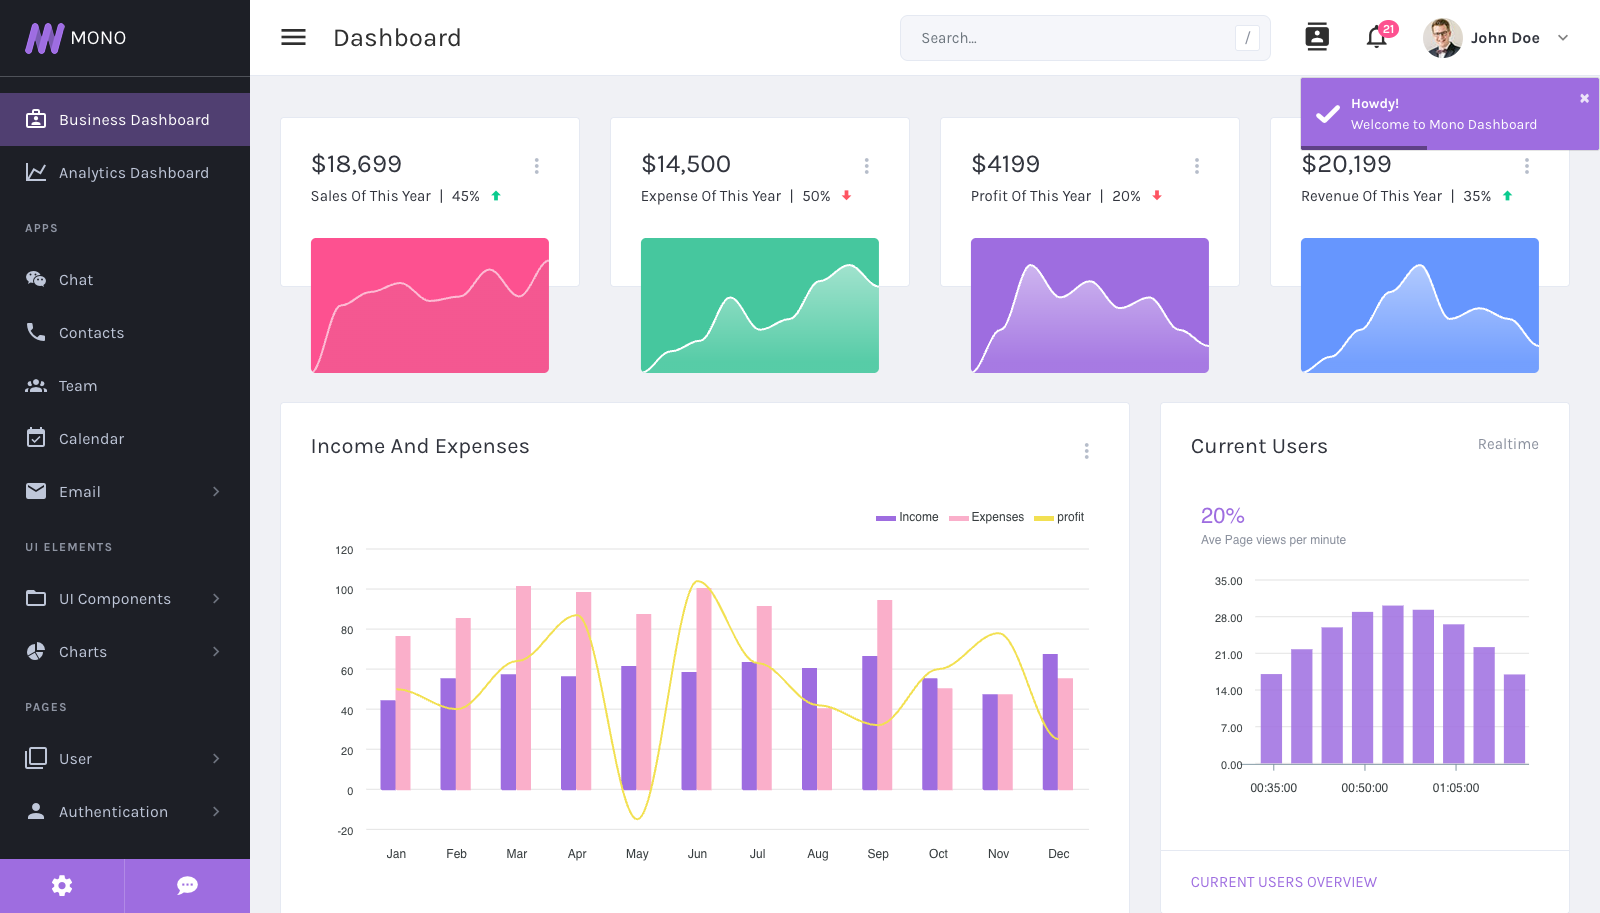 MONO
Dashboard
Search...
/
21
John Doe
Howdy!
Welcome to Mono Dashboard
×
Business Dashboard
Analytics Dashboard
APPS
Chat
Contacts
Team
Calendar
Email
UI ELEMENTS
UI Components
Charts
PAGES
User
Authentication
$18,699
Sales Of This Year | 45%
$14,500
Expense Of This Year | 50%
$4199
Profit Of This Year | 20%
$20,199
Revenue Of This Year | 35%
Income And Expenses
Income Expenses profit
120
100
80
60
40
20
0
-20
Jan Feb Mar Apr May Jun Jul Aug Sep Oct Nov Dec
Current Users
Realtime
20%
Ave Page views per minute
35.00
28.00
21.00
14.00
7.00
0.00
00:35:00 00:50:00 01:05:00
CURRENT USERS OVERVIEW